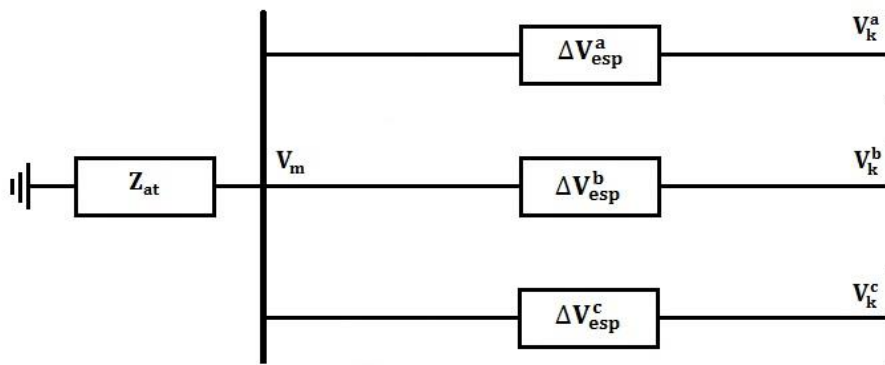 V_k^a
ΔV_esp^a
V_m
V_k^b
Z_at
ΔV_esp^b
V_k^c
ΔV_esp^c